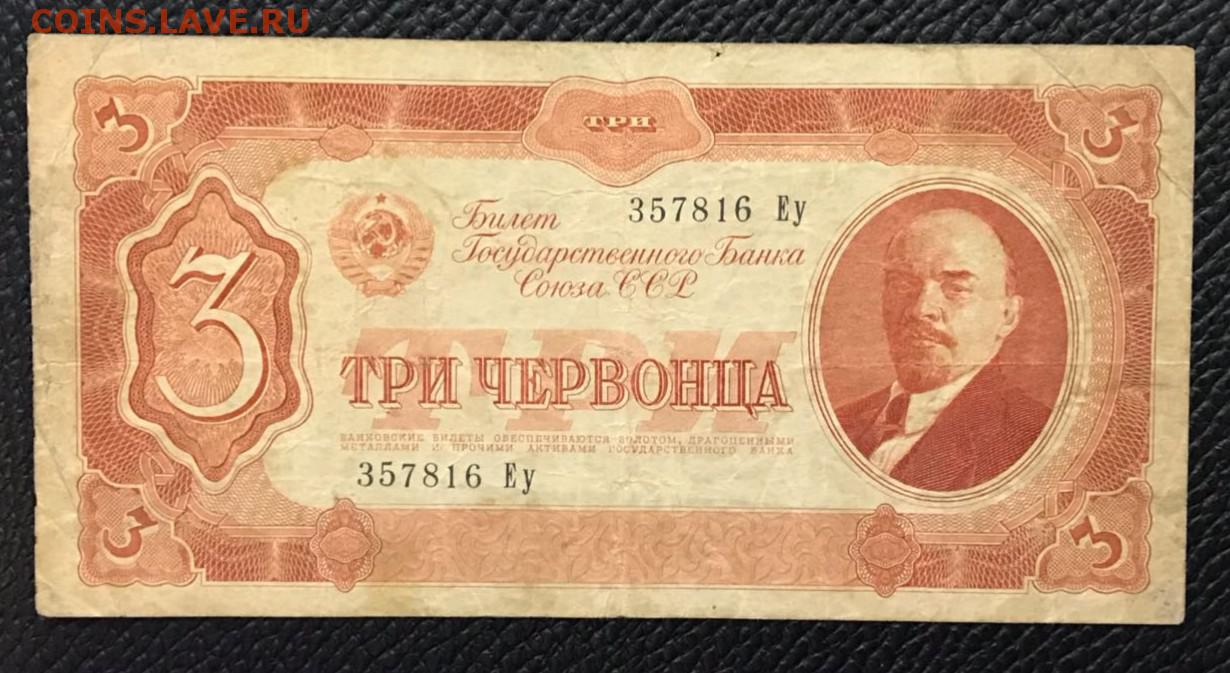 COINS.LAVE.RU
3
ТРИ
3
Билет
357816 Еу
Государственного Банка
Союза ССР
3
ТРИ
ТРИ ЧЕРВОНЦА
БАНКОВСКИЕ БИЛЕТЫ ОБЕСПЕЧИВАЮТСЯ ЗОЛОТОМ, ДРАГОЦЕННЫМИ
МЕТАЛЛАМИ И ПРОЧИМИ АКТИВАМИ ГОСУДАРСТВЕННОГО БАНКА
357816 Еу
3
3